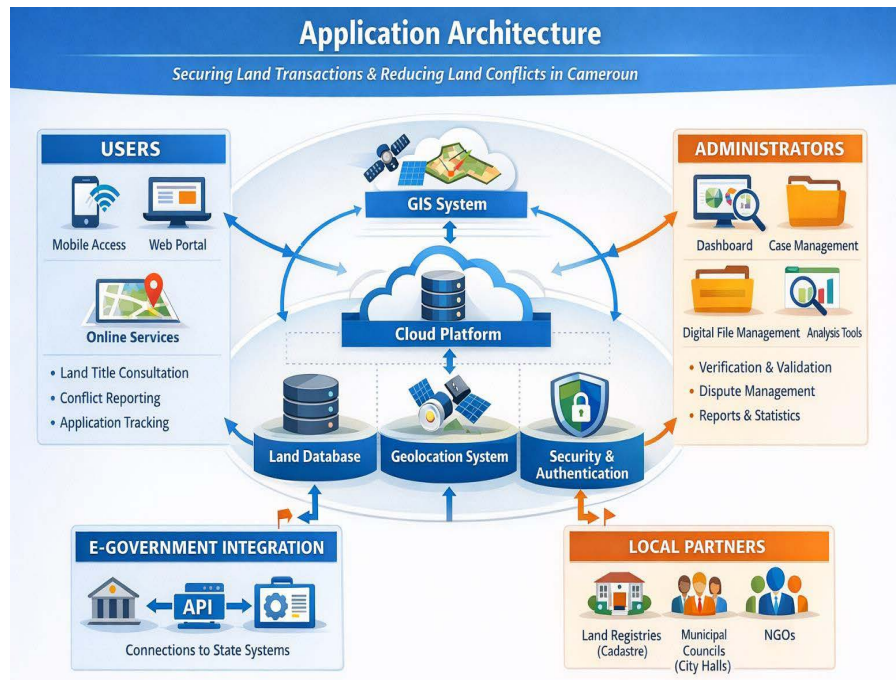 Application Architecture
Securing Land Transactions & Reducing Land Conflicts in Cameroun
USERS
Mobile Access
Web Portal
Online Services
• Land Title Consultation
• Conflict Reporting
• Application Tracking
GIS System
Cloud Platform
Land Database
Geolocation System
Security &
Authentication
ADMINISTRATORS
Dashboard
Case Management
Digital File Management
Analysis Tools
• Verification & Validation
• Dispute Management
• Reports & Statistics
E-GOVERNMENT INTEGRATION
API
Connections to State Systems
LOCAL PARTNERS
Land Registries
(Cadastre)
Municipal
Councils
(City Halls)
NGOs